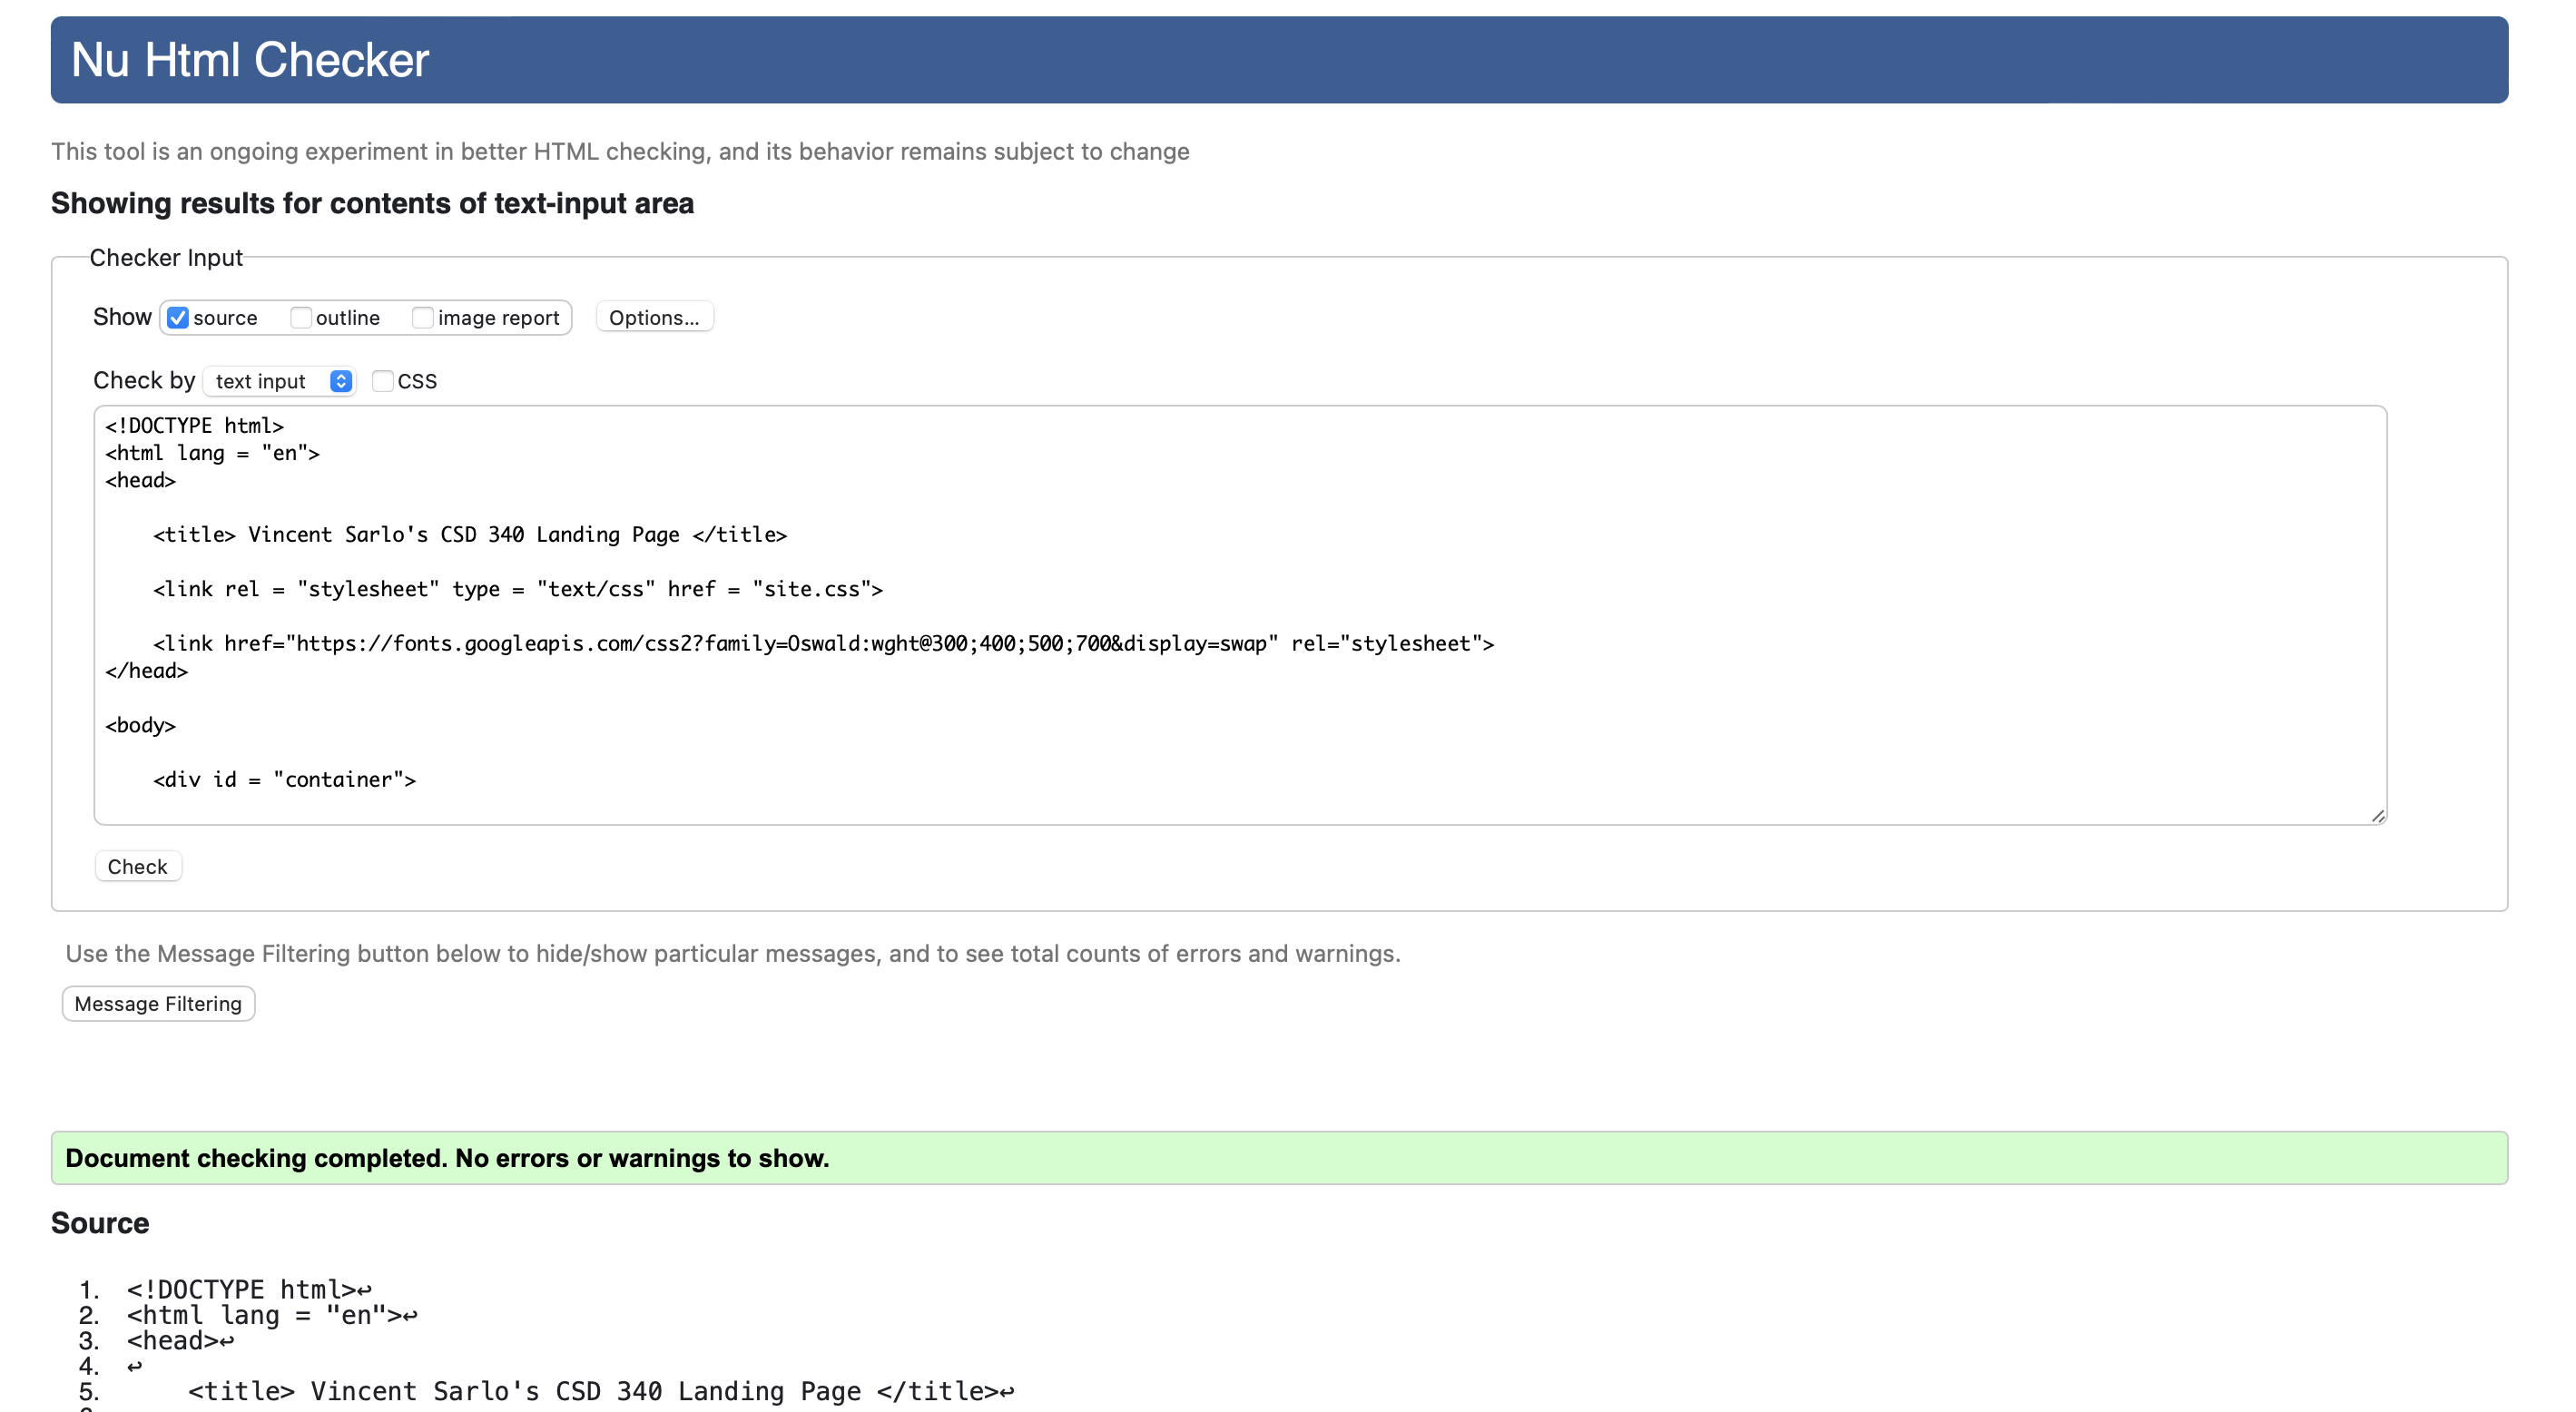 Nu Html Checker
This tool is an ongoing experiment in better HTML checking, and its behavior remains subject to change
Showing results for contents of text-input area
Checker Input
Show source outline image report Options...
Check by text input CSS
<!DOCTYPE html>
<html lang = "en">
<head>
<title> Vincent Sarlo's CSD 340 Landing Page </title>
<link rel = "stylesheet" type = "text/css" href = "site.css">
<link href="https://fonts.googleapis.com/css2?family=Oswald:wght@300;400;500;700&display=swap" rel="stylesheet">
</head>
<body>
<div id = "container">
Check
Use the Message Filtering button below to hide/show particular messages, and to see total counts of errors and warnings.
Message Filtering
Document checking completed. No errors or warnings to show.
Source
1. <!DOCTYPE html>↩
2. <html lang = "en">↩
3. <head>↩
4. ↩
5. <title> Vincent Sarlo's CSD 340 Landing Page </title>↩